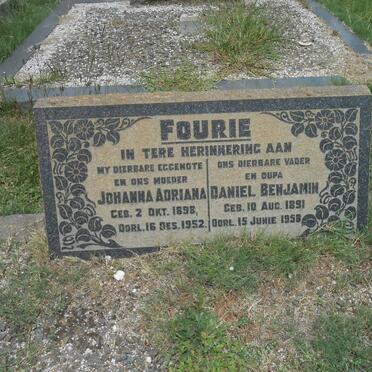 FOURIE
IN TERE HERINNERING AAN
MY DIERBARE EGGENOTE
EN ONS MOEDER
JOHANNA ADRIANA
GEB. 2 OKT. 1898,
OORL. 16 DES. 1952.
ONS DIERBARE VADER
EN OUPA
DANIEL BENJAMIN
GEB. 10 AUG. 1891
OORL. 15 JUNIE 1958